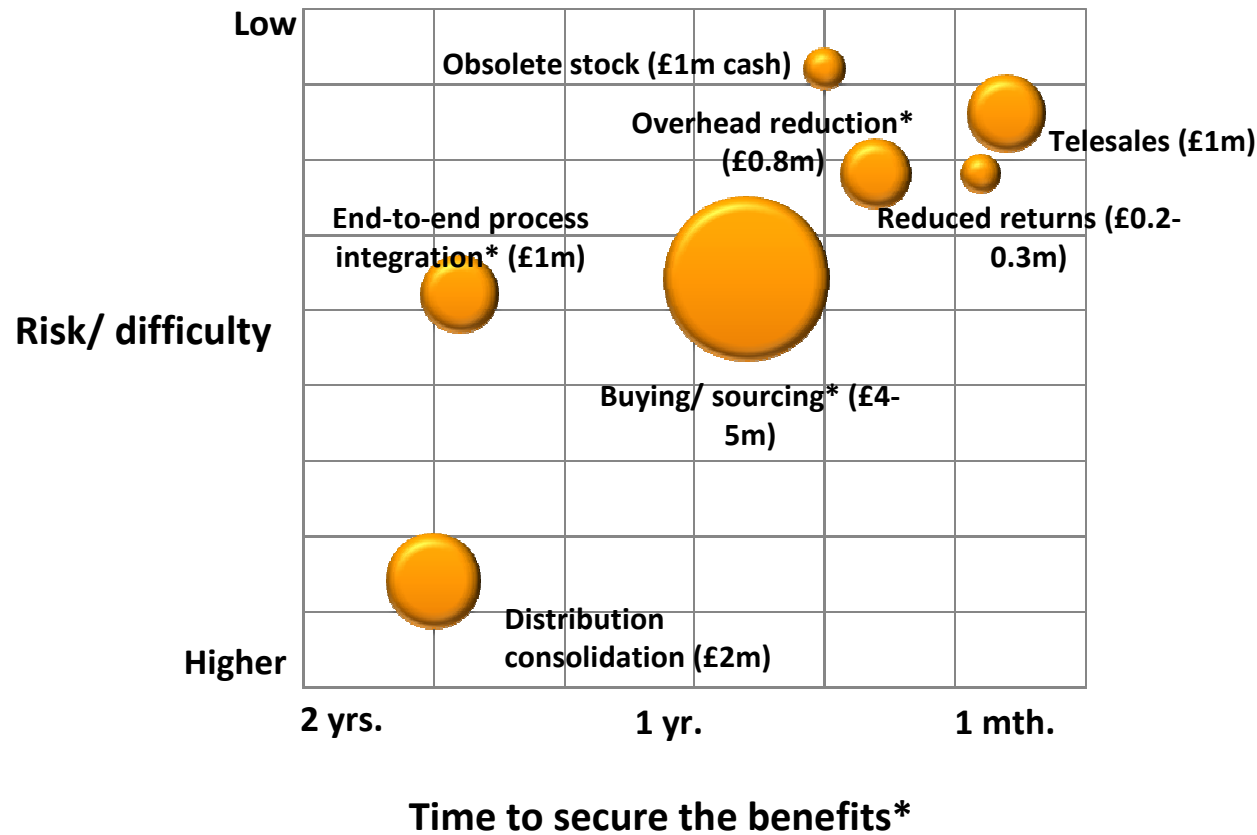 Low
Obsolete stock (£1m cash)
Overhead reduction*
(£0.8m)
Telesales (£1m)
End-to-end process
integration* (£1m)
Reduced returns (£0.2-
0.3m)
Risk/ difficulty
Buying/ sourcing* (£4-
5m)
Distribution
consolidation (£2m)
Higher
2 yrs.
1 yr.
1 mth.
Time to secure the benefits*